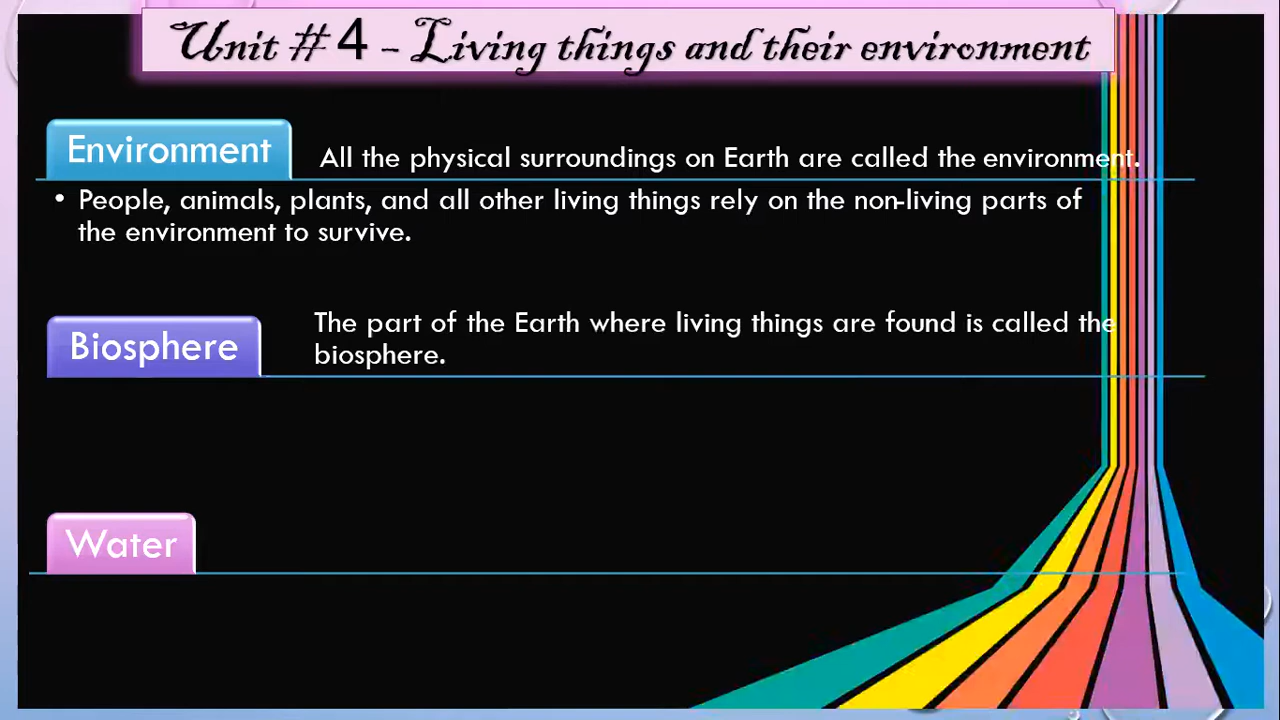 Unit #4 - Living things and their environment
Environment
All the physical surroundings on Earth are called the environment.
• People, animals, plants, and all other living things rely on the non-living parts of
the environment to survive.
Biosphere
The part of the Earth where living things are found is called the
biosphere.
Water